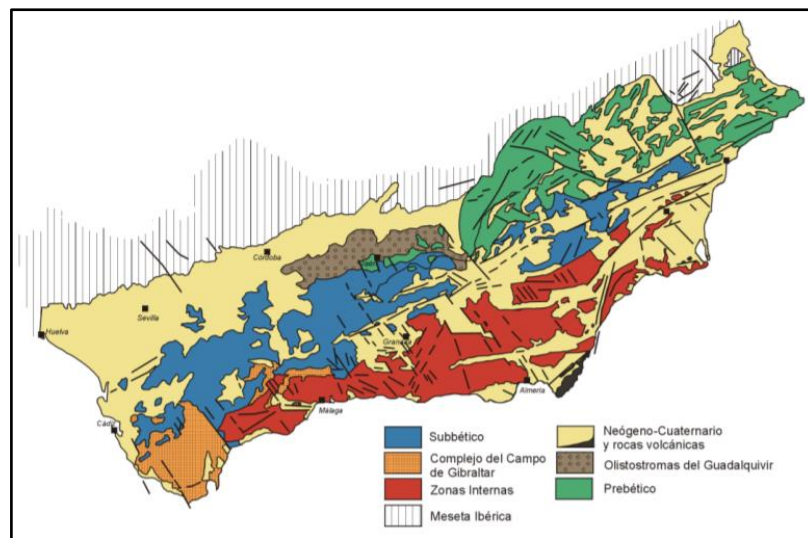 Córdoba
Jaén
Sevilla
Huelva
Granada
Cádiz
Málaga
Almería
Subbético
Complejo del Campo
de Gibraltar
Zonas Internas
Meseta Ibérica
Neógeno-Cuaternario
y rocas volcánicas
Olistostromas del Guadalquivir
Prebético